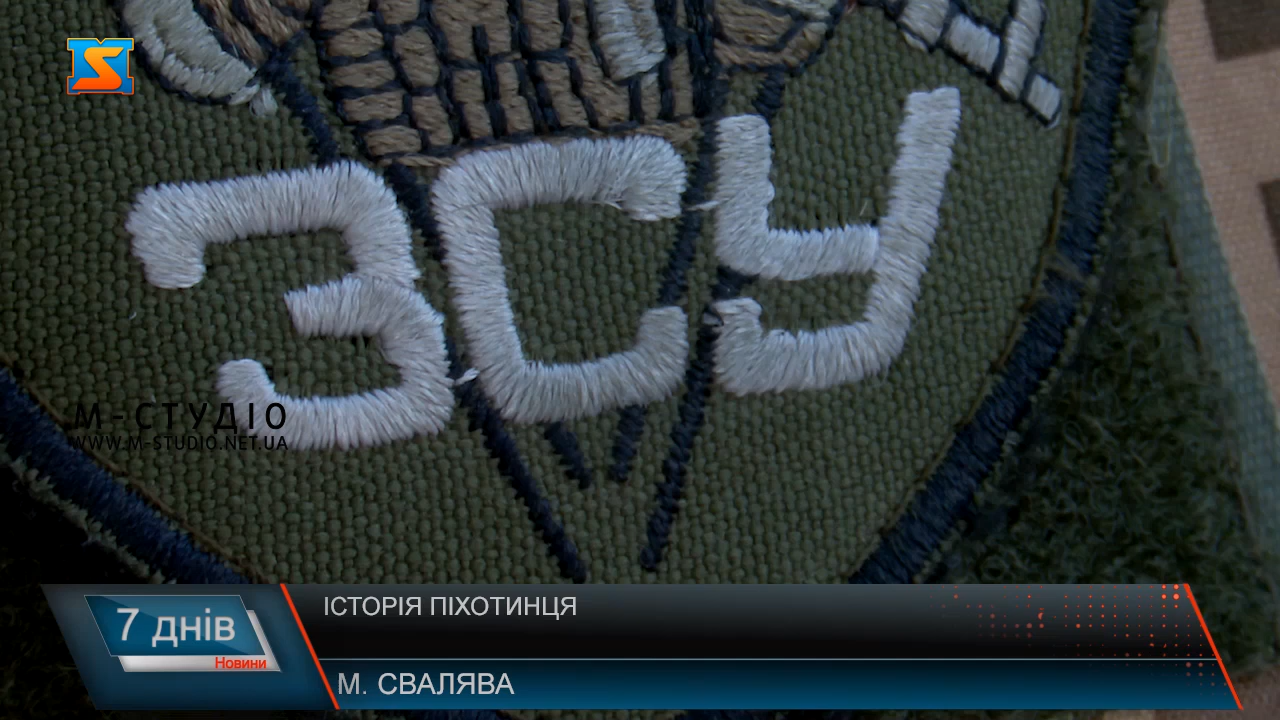 ЗСУ
М-СТУДІО
WWW.M-STUDIO.NET.UA
7 днів
Новини
ІСТОРІЯ ПІХОТИНЦЯ
М. СВАЛЯВА